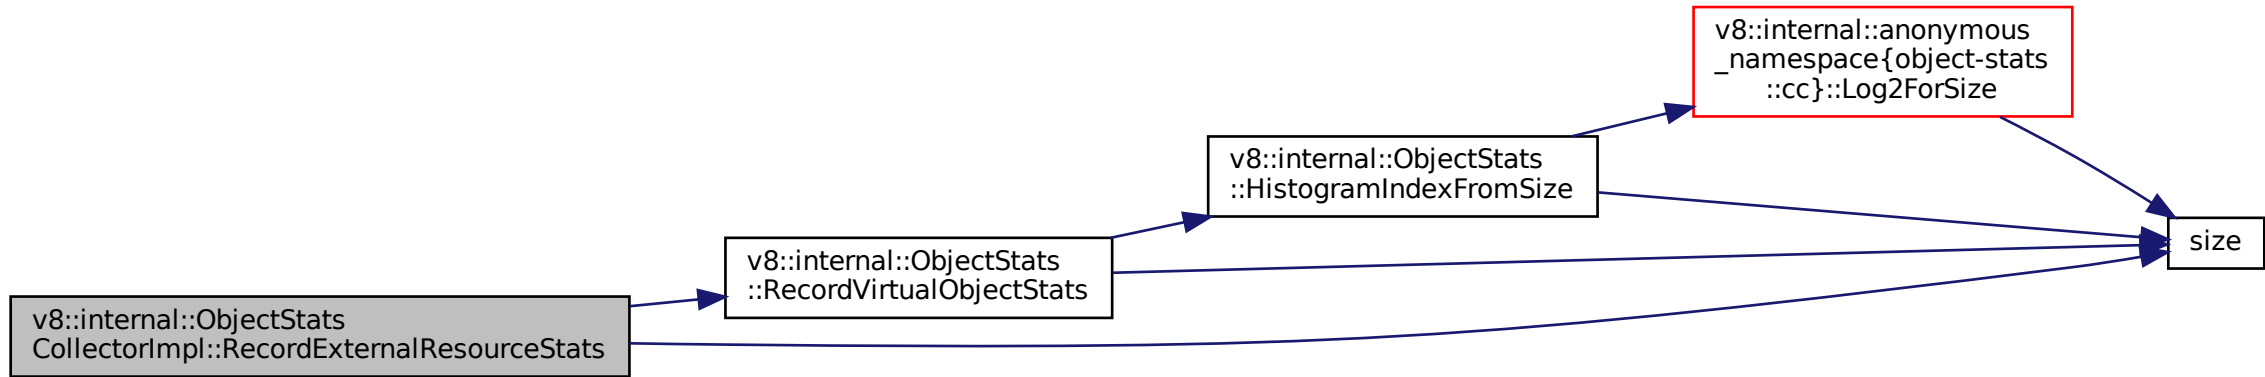 v8::internal::anonymous
_namespace{object-stats
::cc}::Log2ForSize
v8::internal::ObjectStats
::HistogramIndexFromSize
size
v8::internal::ObjectStats
::RecordVirtualObjectStats
v8::internal::ObjectStats
CollectorImpl::RecordExternalResourceStats